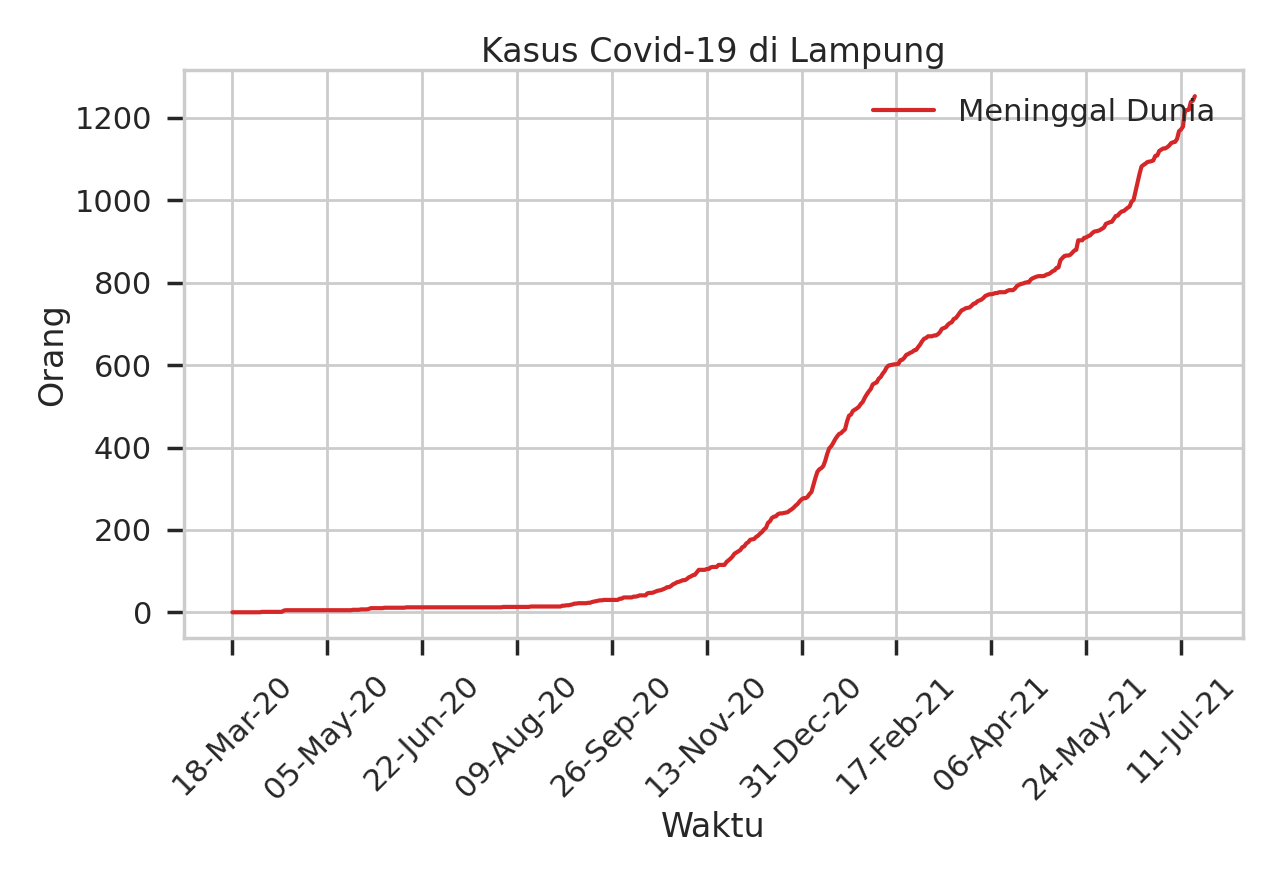 Kasus Covid-19 di Lampung
Meninggal Dunia
Orang
1200
1000
800
600
400
200
0
18-Mar-20
05-May-20
22-Jun-20
09-Aug-20
26-Sep-20
13-Nov-20
31-Dec-20
17-Feb-21
06-Apr-21
24-May-21
11-Jul-21
Waktu